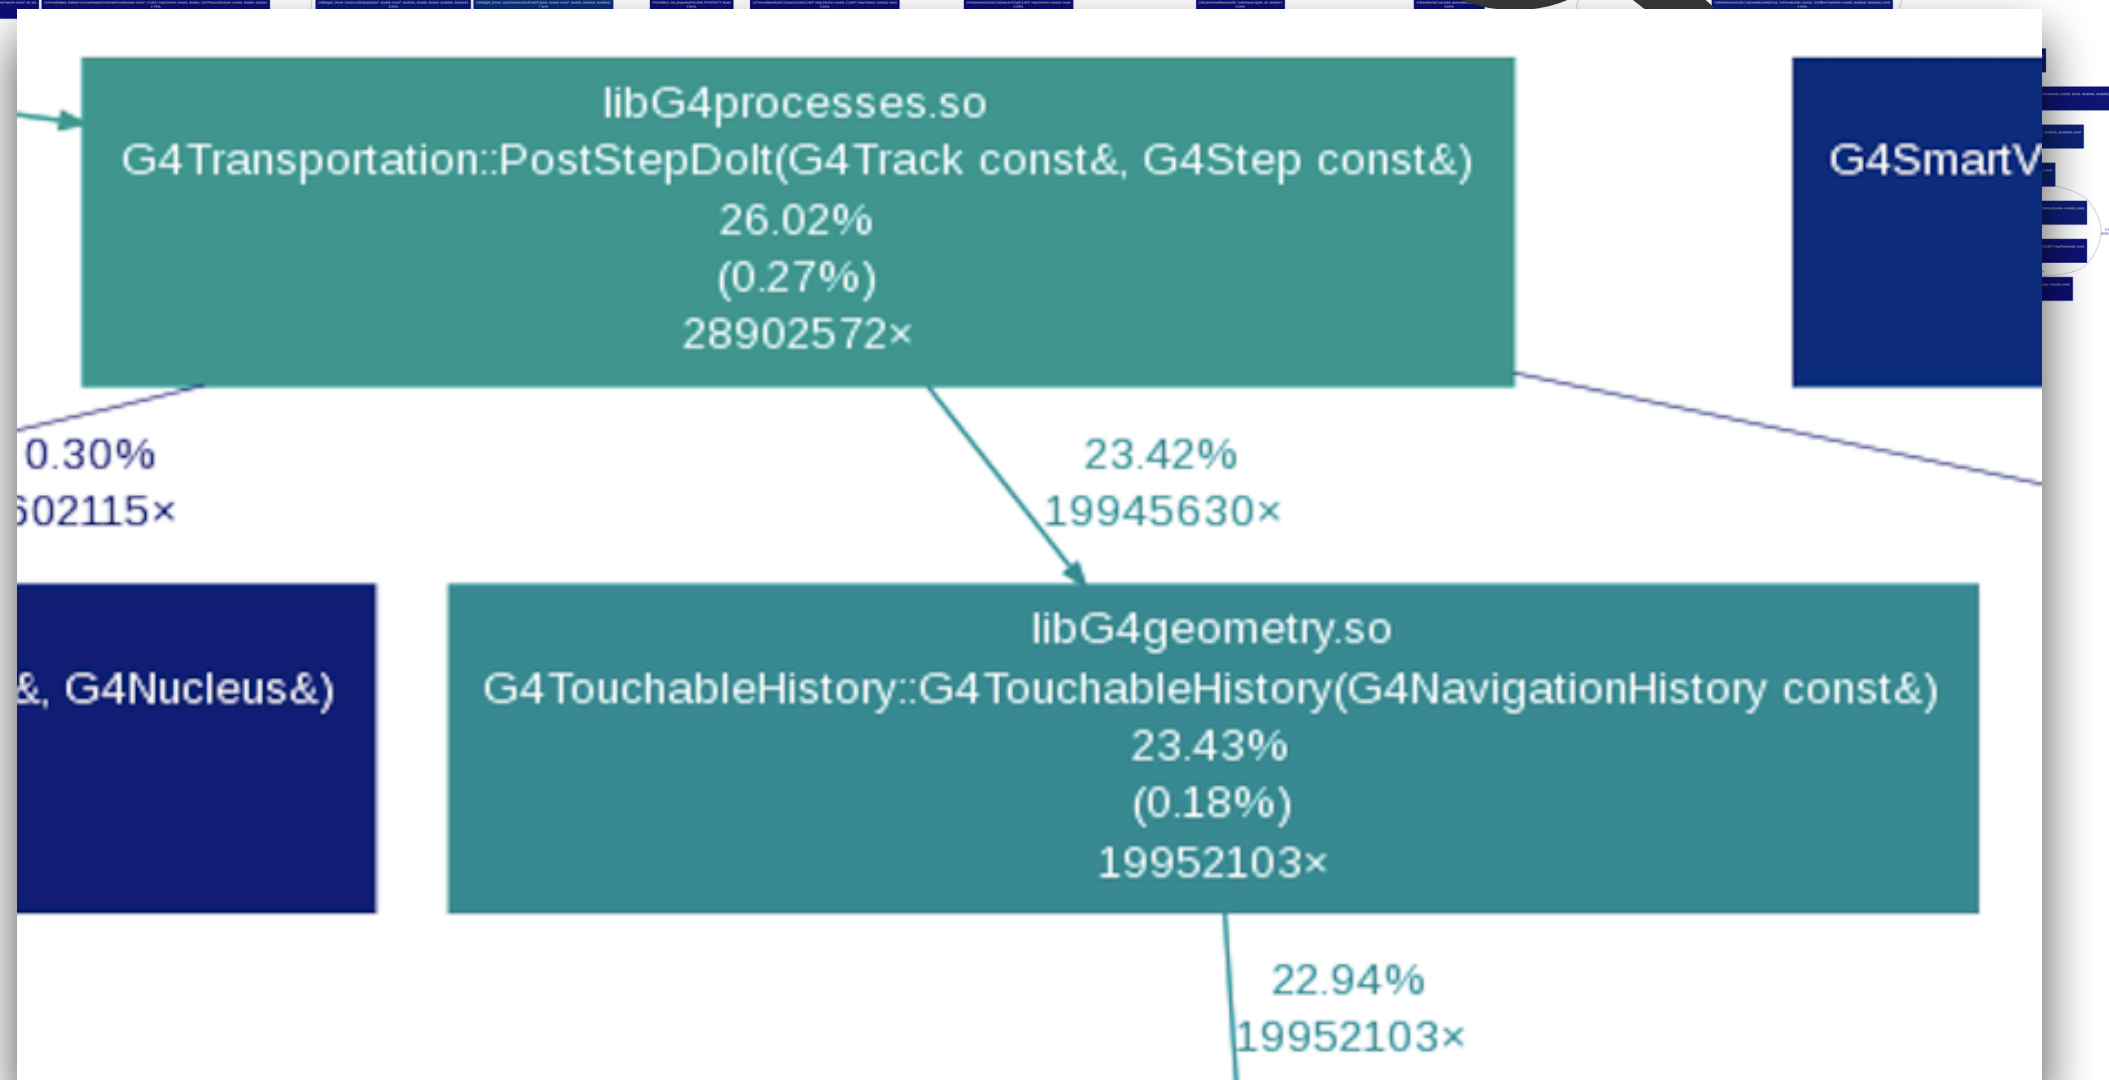 libG4processes.so
G4Transportation::PostStepDoIt(G4Track const&, G4Step const&)
26.02%
(0.27%)
28902572×
G4SmartV
0.30%
602115×
23.42%
19945630×
&, G4Nucleus&)
libG4geometry.so
G4TouchableHistory::G4TouchableHistory(G4NavigationHistory const&)
23.43%
(0.18%)
19952103×
22.94%
19952103×